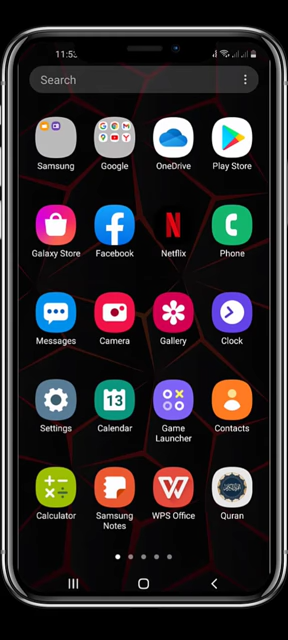 11:53
Search
Samsung
Google
OneDrive
Play Store
Galaxy Store
Facebook
Netflix
Phone
Messages
Camera
Gallery
Clock
Settings
13
Calendar
Game
Launcher
Contacts
Calculator
Samsung
Notes
WPS Office
Quran